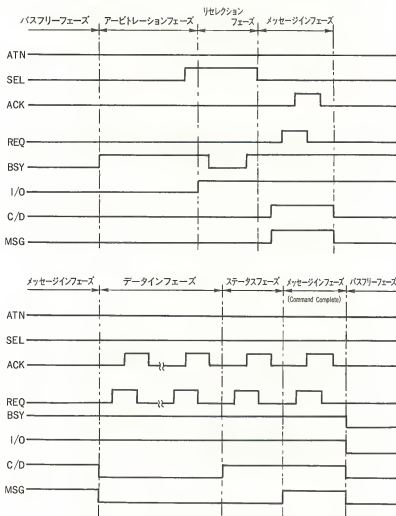 リセレクション
バスフリーフェーズ アービトレーションフェーズ フェーズ メッセージインフェーズ
ATN
SEL
ACK
REQ
BSY
I/O
C/D
MSG
メッセージインフェーズ データインフェーズ ステータスフェーズ メッセージインフェーズ バスフリーフェーズ
(Command Complete)
ATN
SEL
ACK
REQ
BSY
I/O
C/D
MSG